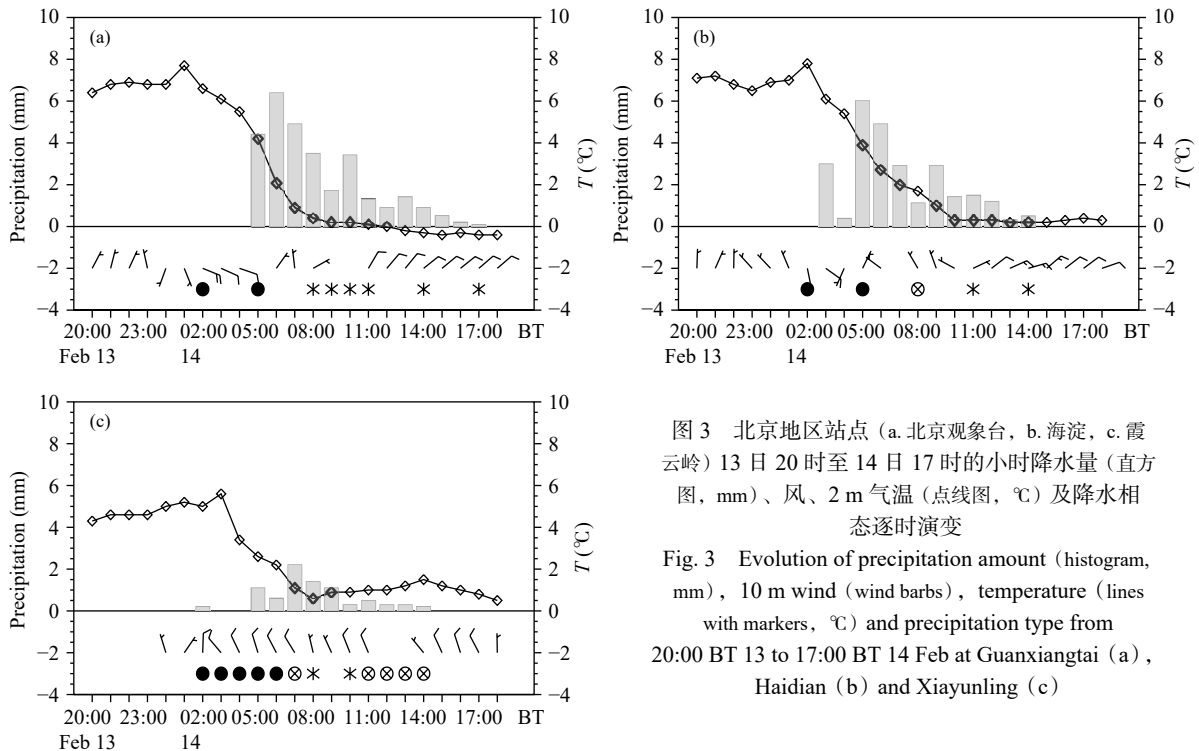 10
8
6
4
2
0
−2
−4
Precipitation (mm)
(a)
10
8
6
4
2
0
−2
−4
T (℃)
20:00 23:00 02:00 05:00 08:00 11:00 14:00 17:00 BT
Feb 13 14
10
8
6
4
2
0
−2
−4
Precipitation (mm)
(b)
10
8
6
4
2
0
−2
−4
T (℃)
20:00 23:00 02:00 05:00 08:00 11:00 14:00 17:00 BT
Feb 13 14
10
8
6
4
2
0
−2
−4
Precipitation (mm)
(c)
10
8
6
4
2
0
−2
−4
T (℃)
20:00 23:00 02:00 05:00 08:00 11:00 14:00 17:00 BT
Feb 13 14
图 3 北京地区站点（a. 北京观象台，b. 海淀，c. 霞
云岭）13 日 20 时至 14 日 17 时的小时降水量（直方
图，mm）、风、2 m 气温（点线图，℃）及降水相
态逐时演变
Fig. 3 Evolution of precipitation amount（histogram,
mm），10 m wind（wind barbs），temperature（lines
with markers，℃）and precipitation type from
20:00 BT 13 to 17:00 BT 14 Feb at Guanxiangtai（a），
Haidian（b）and Xiayunling（c）